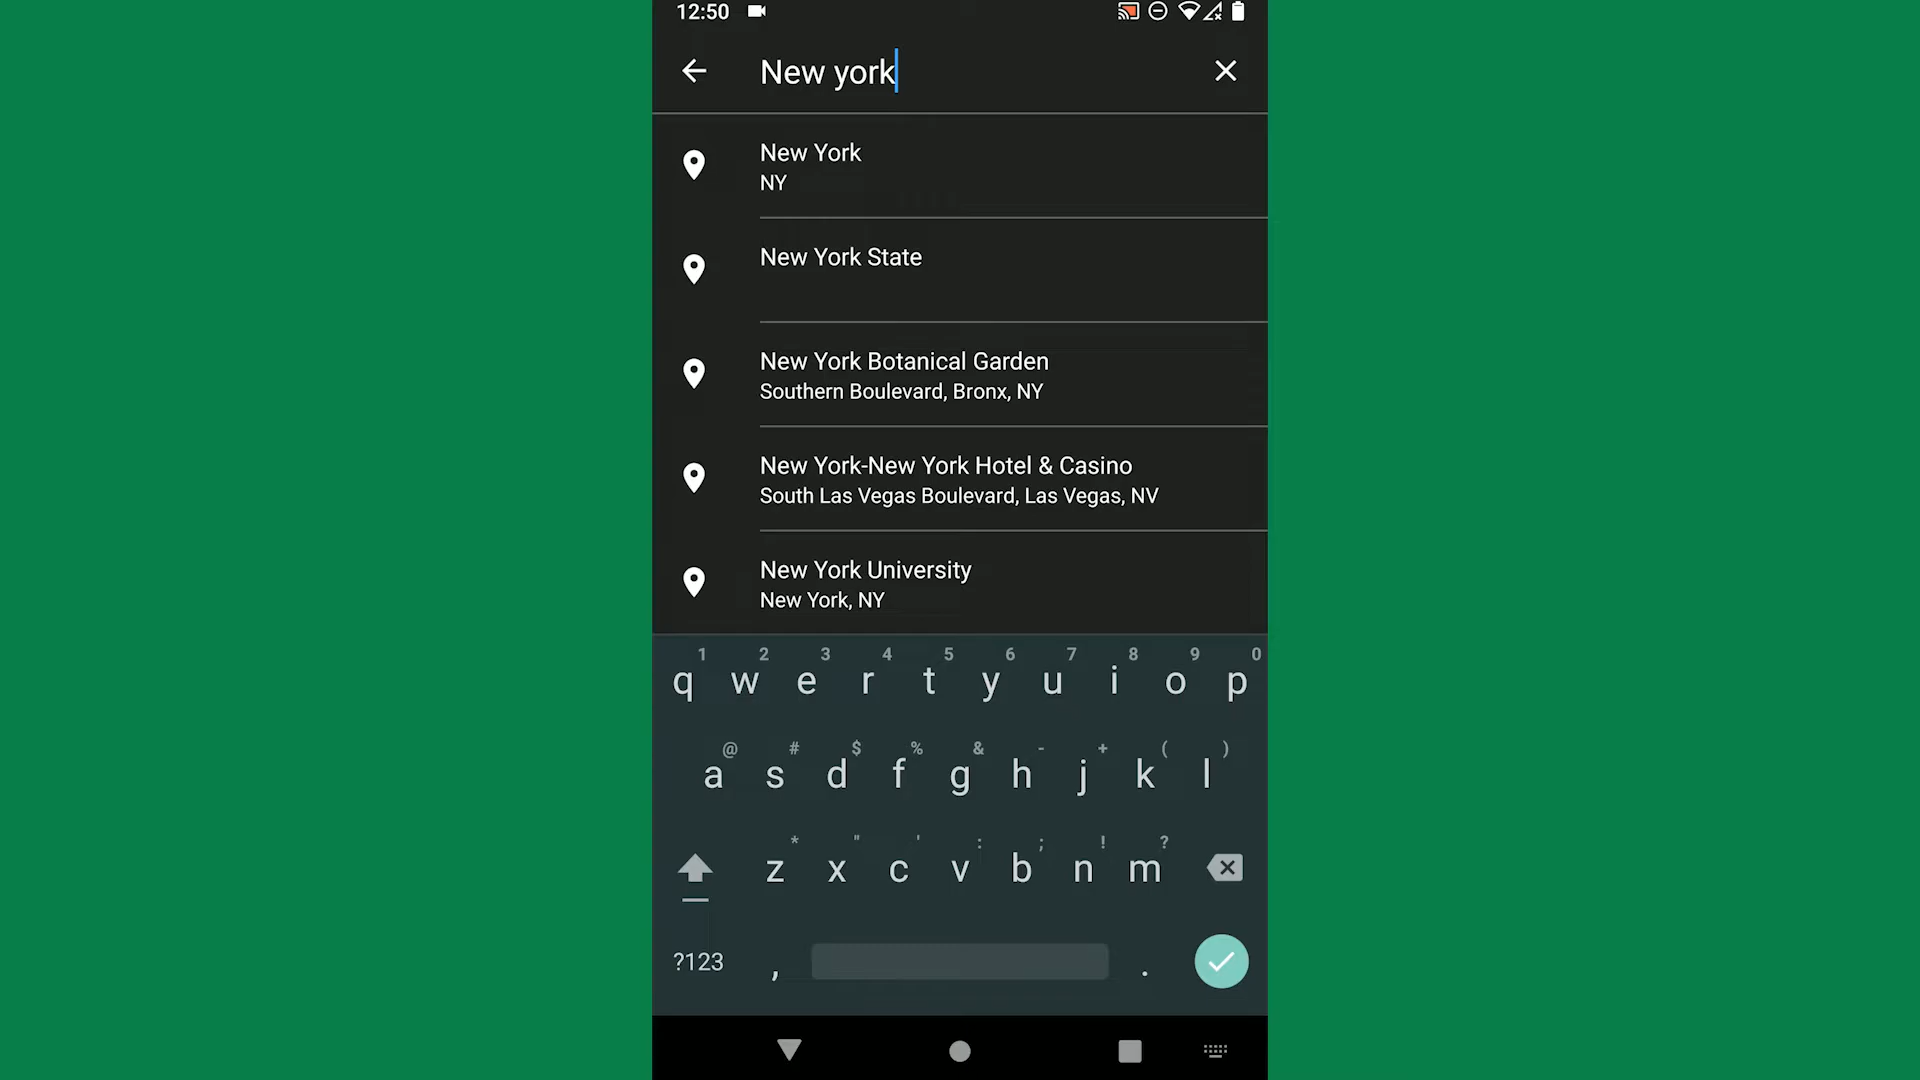 12:50
New york
New York
NY
New York State
New York Botanical Garden
Southern Boulevard, Bronx, NY
New York-New York Hotel & Casino
South Las Vegas Boulevard, Las Vegas, NV
New York University
New York, NY
1 2 3 4 5 6 7 8 9 0
q w e r t y u i o p
@ # $ % & - + ( )
a s d f g h j k l
* " ' : ; ! ?
z x c v b n m
?123 , .